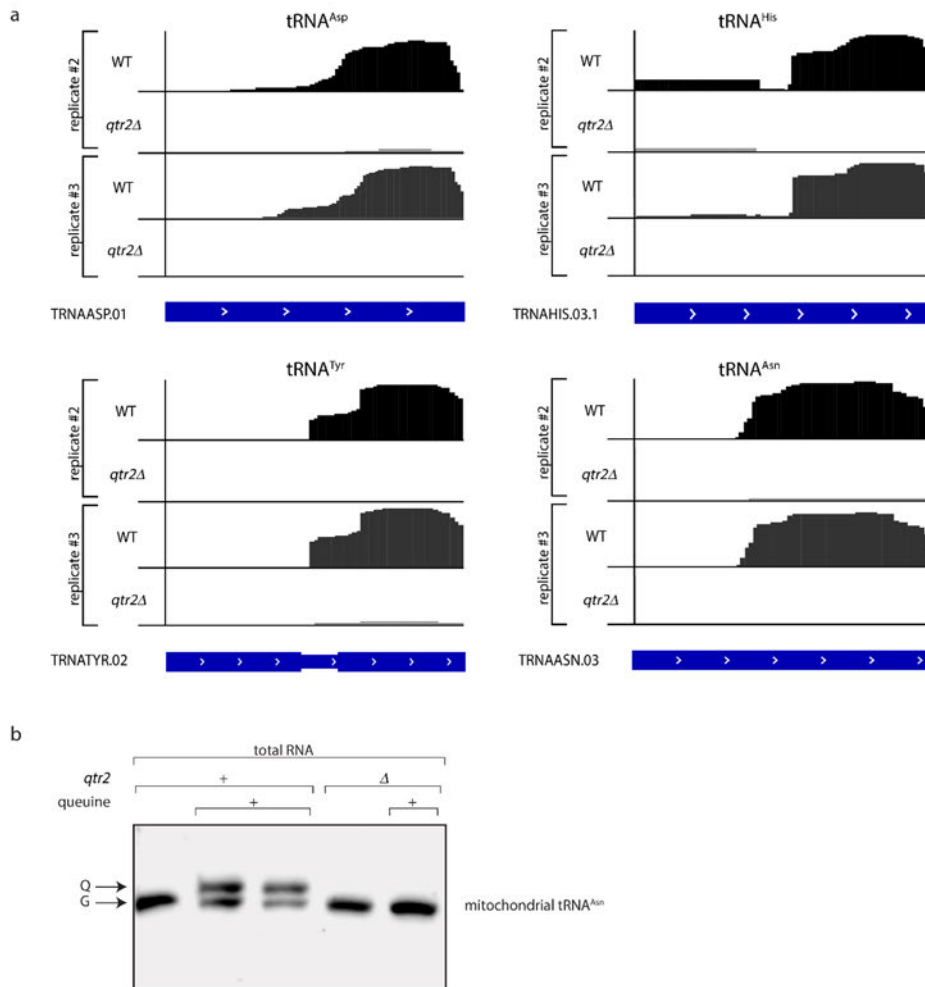 a
tRNAAsp
replicate #2
WT
qtr2Δ
replicate #3
WT
qtr2Δ
TRNAASP.01
tRNAHis
replicate #2
WT
qtr2Δ
replicate #3
WT
qtr2Δ
TRNAHIS.03.1
tRNATyr
replicate #2
WT
qtr2Δ
replicate #3
WT
qtr2Δ
TRNATYR.02
tRNAAsn
replicate #2
WT
qtr2Δ
replicate #3
WT
qtr2Δ
TRNAASN.03
b
total RNA
qtr2 + Δ
queuine + +
Q
G
mitochondrial tRNAAsn